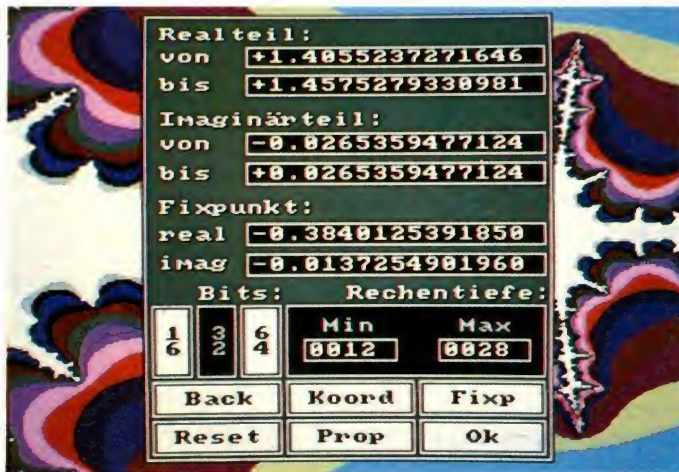 Realteil:
von +1.4055237271646
bis +1.4575279330981
Imaginärteil:
von -0.0265359477124
bis +0.0265359477124
Fixpunkt:
real -0.3840125391850
imag -0.0137254901960
Bits: Rechentiefe:
16 32 64
Min Max
0012 0028
Back Koord Fixp
Reset Prop Ok